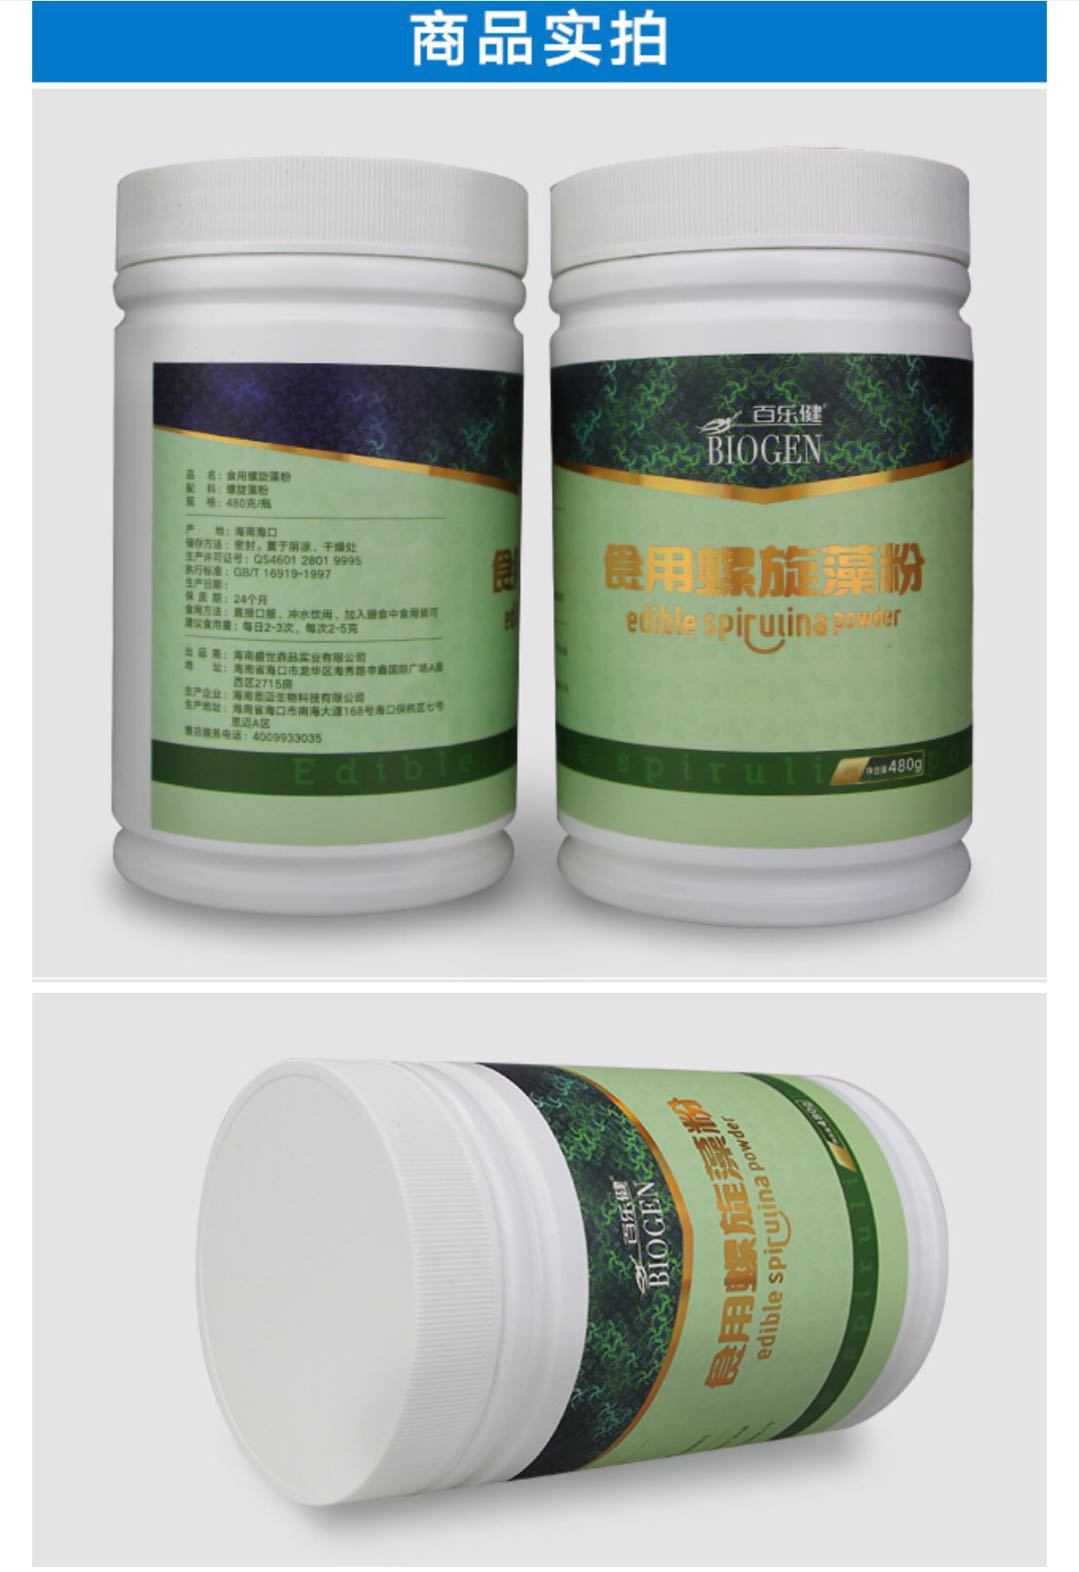 商品实拍
品 名：食用螺旋藻粉
配 料：螺旋藻粉
规 格：480克/瓶
产 地：海南海口
储存方法：密封，置于阴凉、干燥处
生产许可证号：QS4601 2801 9995
执行标准：GB/T 16919-1997
生产日期：
保 质 期：24个月
食用方法：直接口服、冲水饮用、加入膳食中食用皆可
建议食用量：每日2-3次，每次2-5克
出 品 商：海南盛世鼎品实业有限公司
地 址：海南省海口市龙华区海秀路申鑫国际广场A座
西区2715房
生产企业：海南思迈生物科技有限公司
生产地址：海南省海口市南海大道168号海口保税区七号
思迈A区
售后服务电话：4009933035
Edible
食
ed
百乐健
BIOGEN
食用螺旋藻粉
edible spirulina powder
e spiruli
po
净含量480g
百乐健
BIOGEN
食用螺旋藻粉
edible spirulina powder
净含量480g
spirul